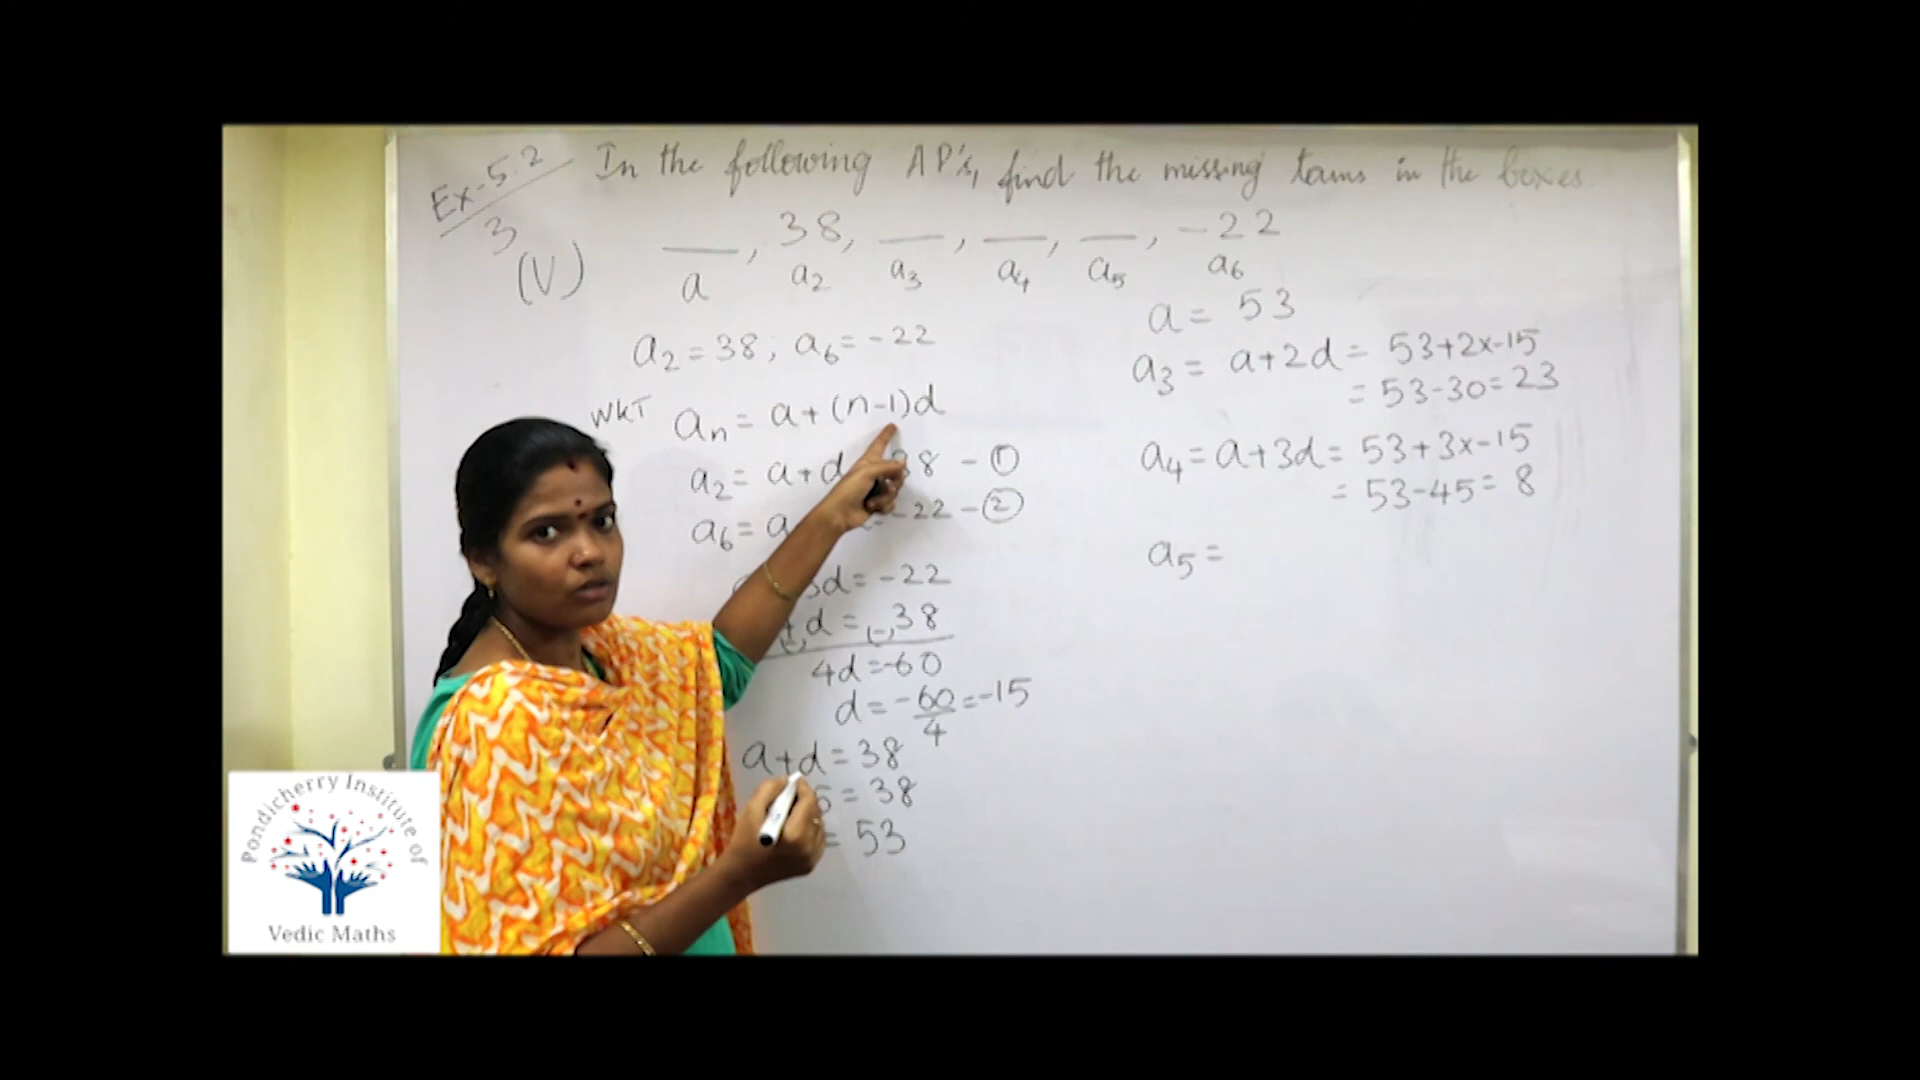 Ex-5.2
3
(V)
In the following AP's, find the missing terms in the boxes
___, 38, ___, ___, ___, -22
a a2 a3 a4 a5 a6
a2 = 38 ; a6 = -22
WKT an = a+(n-1)d
a2 = a+d 38 - ①
a6 = a = -22 - ②
5d = -22
+d = (-) 38
4d = -60
d = -60/4 = -15
a+d = 38
5 = 38
= 53
a = 53
a3 = a+2d = 53+2x-15
= 53-30 = 23
a4 = a+3d = 53+3x-15
= 53-45 = 8
a5 =
Pondicherry Institute of
Vedic Maths